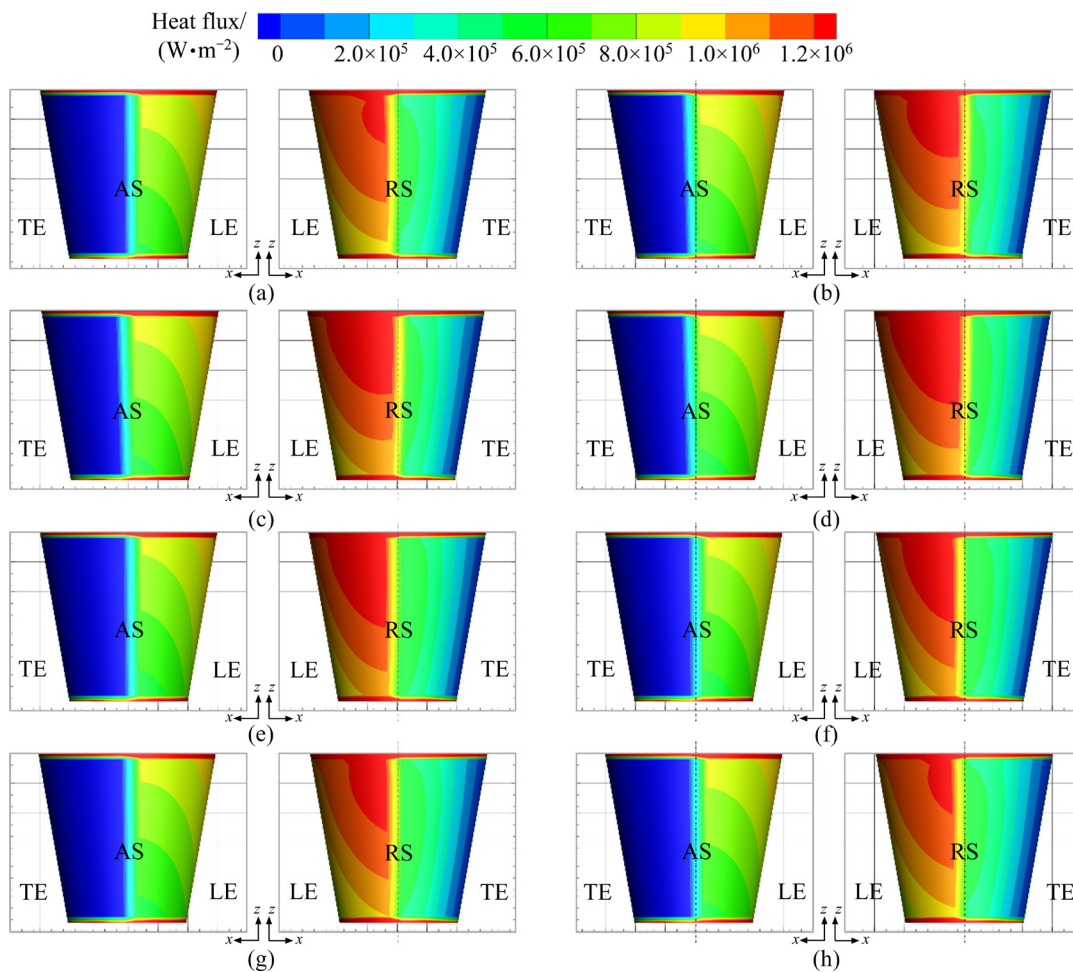 Heat flux/
(W•m⁻²)
0 2.0×10⁵ 4.0×10⁵ 6.0×10⁵ 8.0×10⁵ 1.0×10⁶ 1.2×10⁶
TE AS LE LE RS TE
x z z x
(a)
TE AS LE LE RS TE
x z z x
(b)
TE AS LE LE RS TE
x z z x
(c)
TE AS LE LE RS TE
x z z x
(d)
TE AS LE LE RS TE
x z z x
(e)
TE AS LE LE RS TE
x z z x
(f)
TE AS LE LE RS TE
x z z x
(g)
TE AS LE LE RS TE
x z z x
(h)